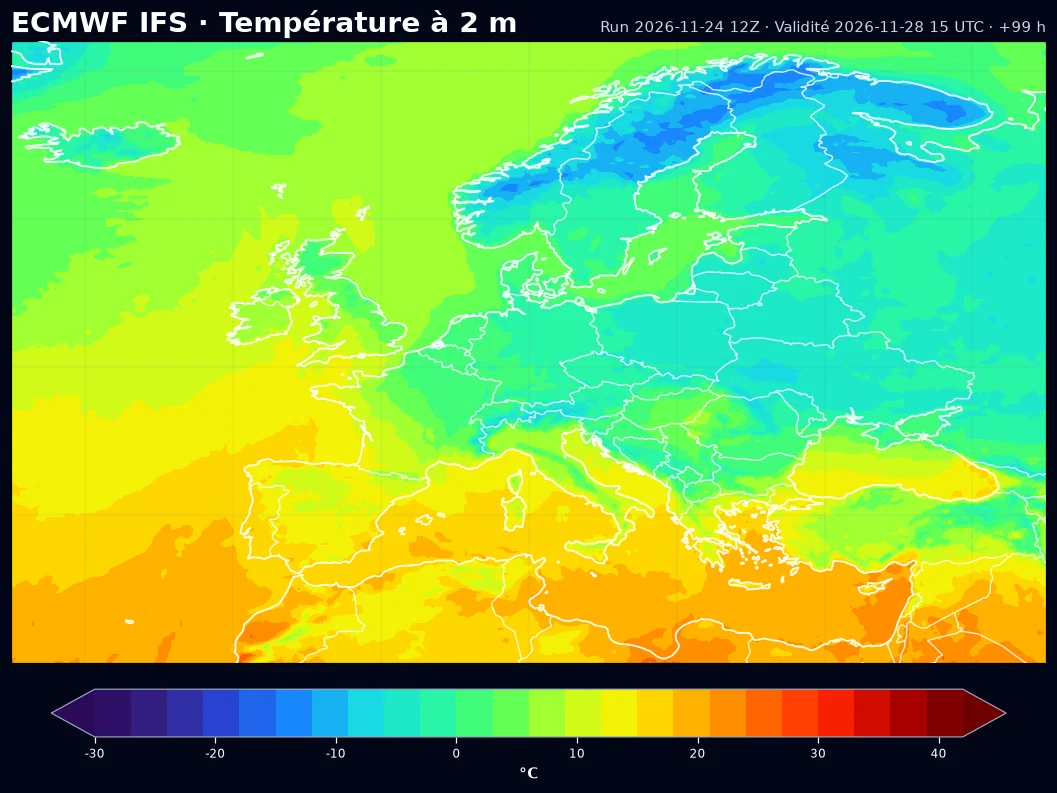 ECMWF IFS · Température à 2 m
Run 2026-11-24 12Z · Validité 2026-11-28 15 UTC · +99 h
-30 -20 -10 0 10 20 30 40
°C